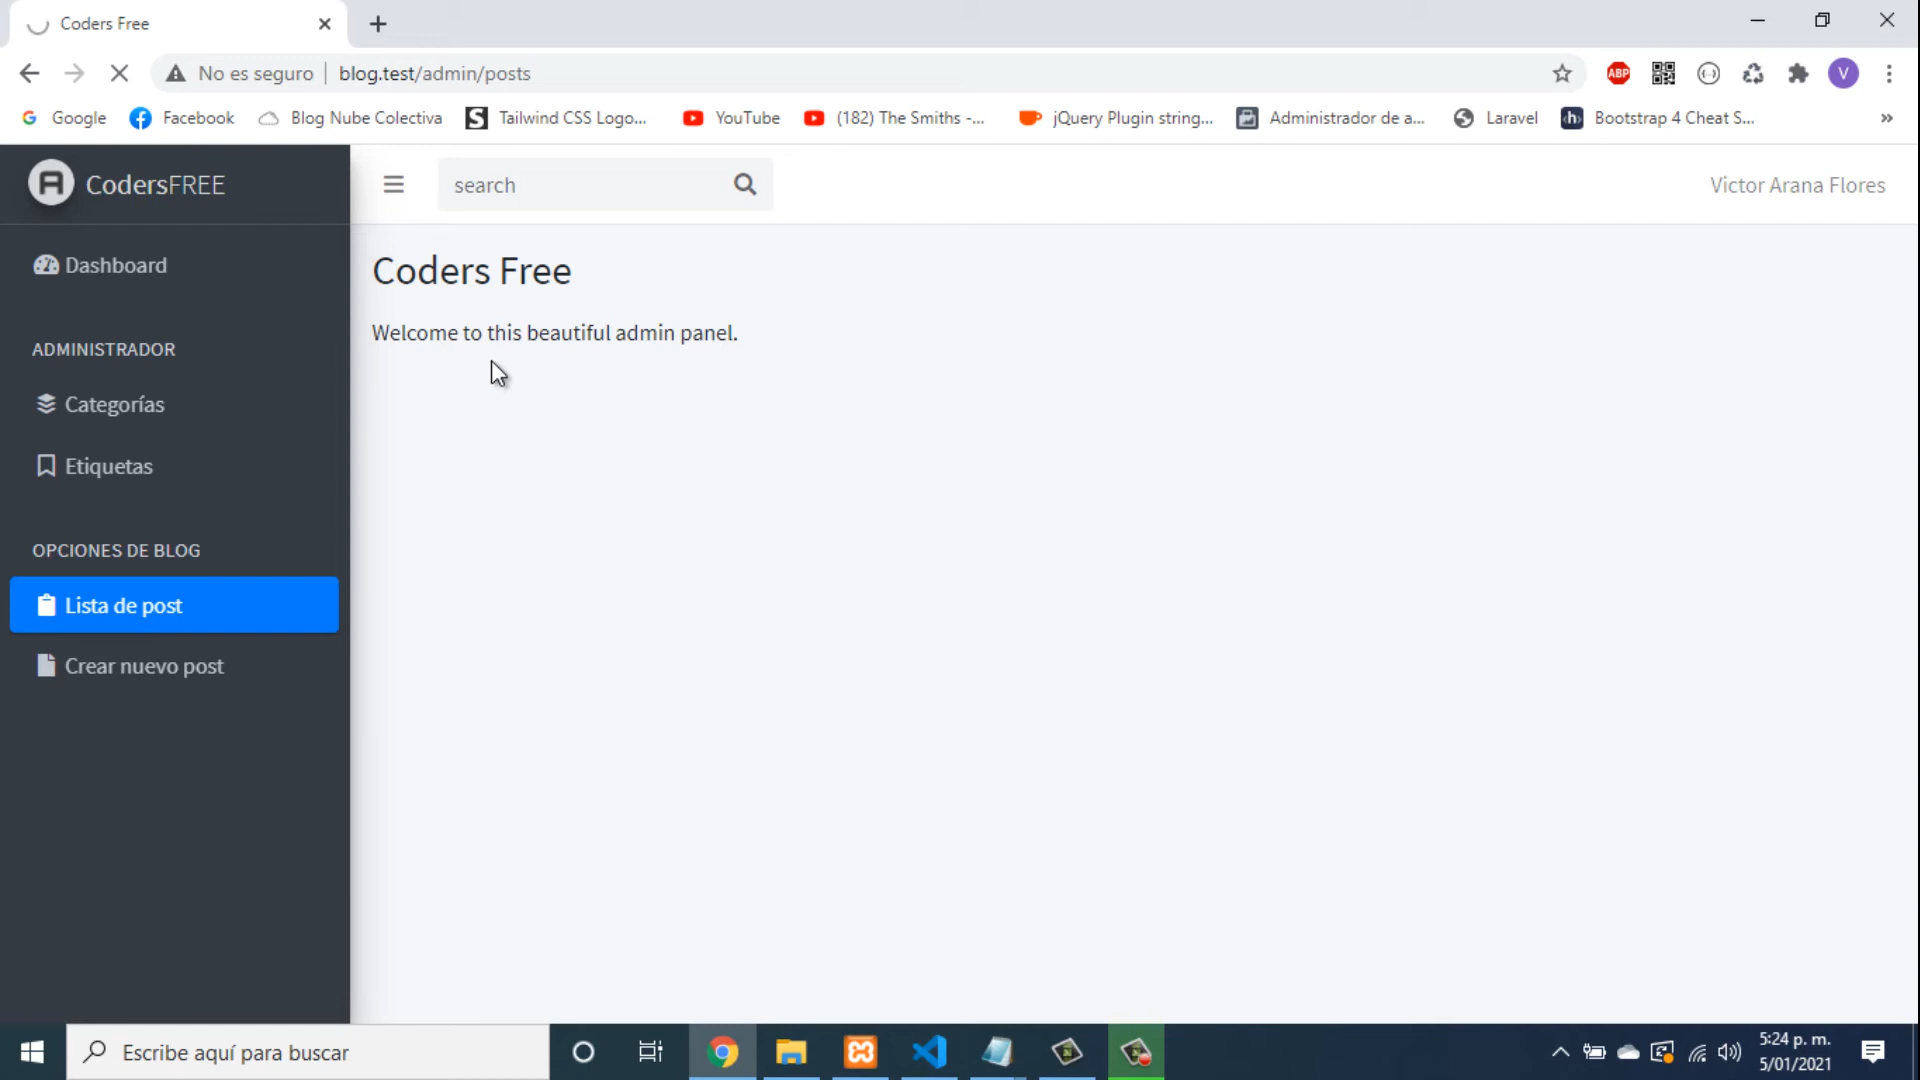 Coders Free
No es seguro | blog.test/admin/posts
ABP
V
Google Facebook Blog Nube Colectiva Tailwind CSS Logo... YouTube (182) The Smiths -... jQuery Plugin string... Administrador de a... Laravel Bootstrap 4 Cheat S... »
CodersFREE
search
Victor Arana Flores
Dashboard
ADMINISTRADOR
Categorías
Etiquetas
OPCIONES DE BLOG
Lista de post
Crear nuevo post
Coders Free
Welcome to this beautiful admin panel.
Escribe aquí para buscar
5:24 p. m.
5/01/2021